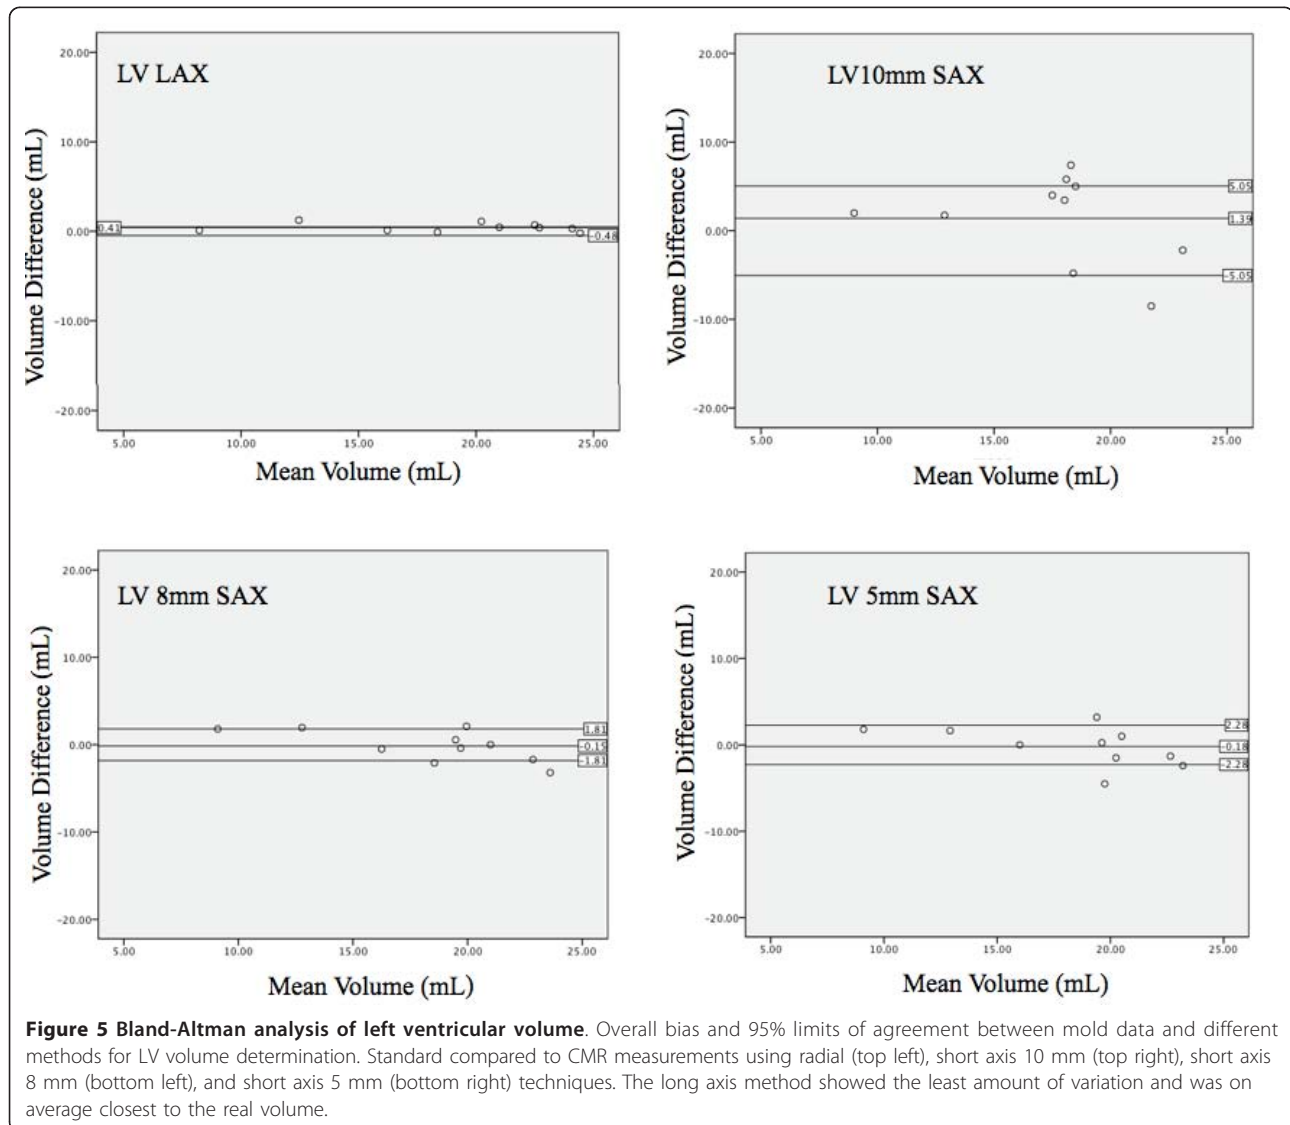 20.00
LV LAX
10.00
0.41
0.00
-0.48
-10.00
-20.00
5.00 10.00 15.00 20.00 25.00
Volume Difference (mL)
Mean Volume (mL)
20.00
LV10mm SAX
10.00
5.05
1.39
0.00
-5.05
-10.00
-20.00
5.00 10.00 15.00 20.00 25.00
Volume Difference (mL)
Mean Volume (mL)
20.00
LV 8mm SAX
10.00
1.81
0.00
-0.15
-1.81
-10.00
-20.00
5.00 10.00 15.00 20.00 25.00
Volume Difference (mL)
Mean Volume (mL)
20.00
LV 5mm SAX
10.00
2.28
0.00
-0.18
-2.28
-10.00
-20.00
5.00 10.00 15.00 20.00 25.00
Volume Difference (mL)
Mean Volume (mL)
Figure 5 Bland-Altman analysis of left ventricular volume. Overall bias and 95% limits of agreement between mold data and different
methods for LV volume determination. Standard compared to CMR measurements using radial (top left), short axis 10 mm (top right), short axis
8 mm (bottom left), and short axis 5 mm (bottom right) techniques. The long axis method showed the least amount of variation and was on
average closest to the real volume.